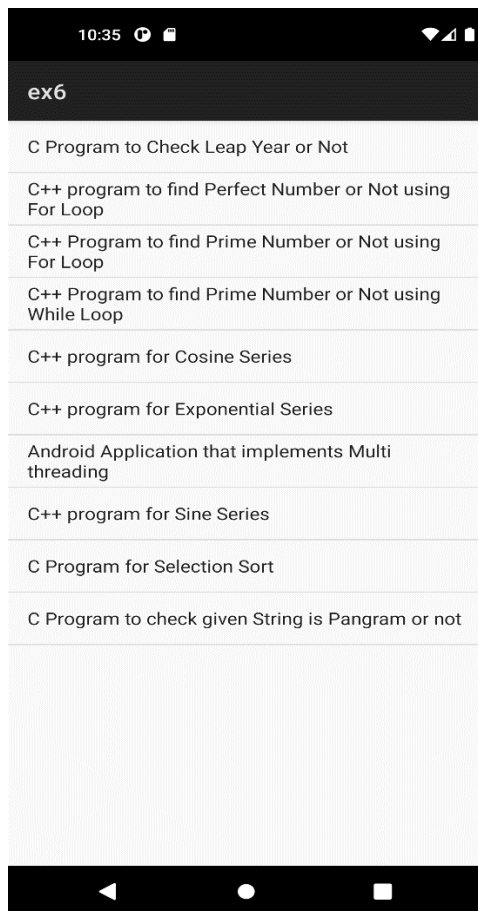 10:35
ex6
C Program to Check Leap Year or Not
C++ program to find Perfect Number or Not using
For Loop
C++ Program to find Prime Number or Not using
For Loop
C++ Program to find Prime Number or Not using
While Loop
C++ program for Cosine Series
C++ program for Exponential Series
Android Application that implements Multi
threading
C++ program for Sine Series
C Program for Selection Sort
C Program to check given String is Pangram or not